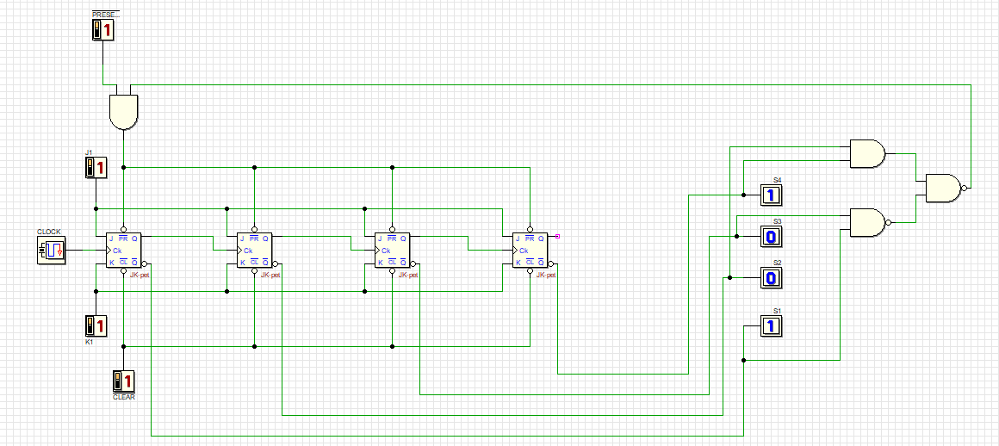 PRESE...
1
J1
1
S4
1
S3
0
CLOCK
J PR Q
Ck
K CL Q
JK-pet
J PR Q
Ck
K CL Q
JK-pet
J PR Q
Ck
K CL Q
JK-pet
J PR Q
Ck
K CL Q
JK-pet
S2
0
S1
1
1
K1
1
CLEAR